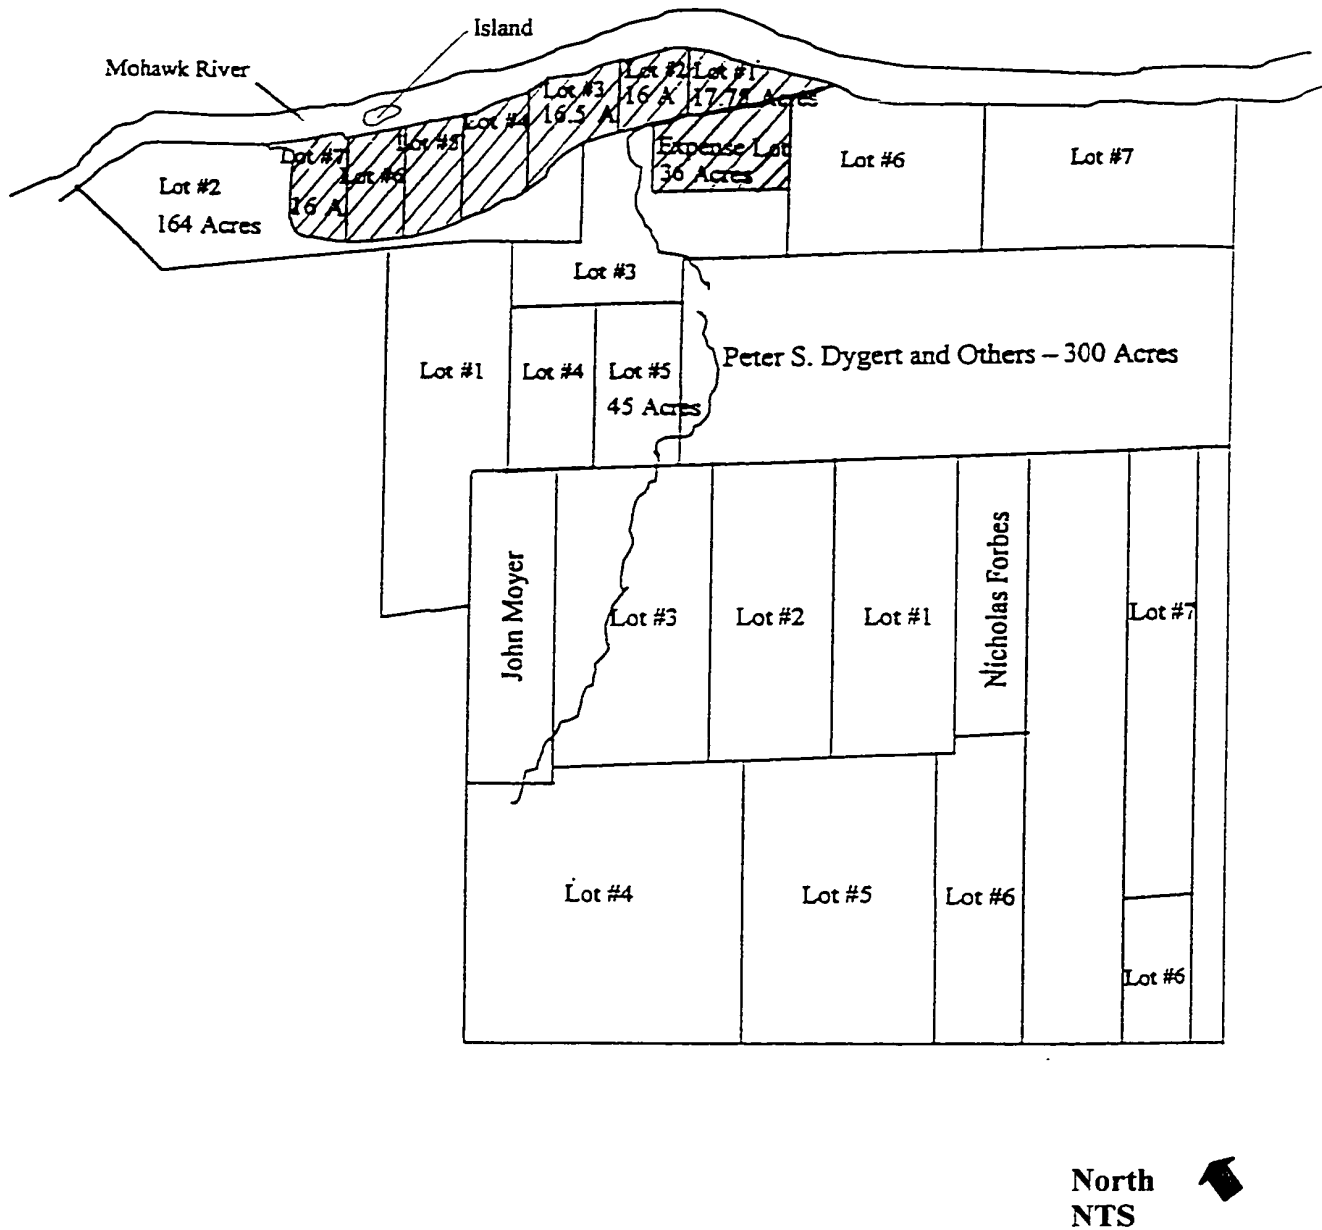 Island
Mohawk River
Lot #2
16 A
Lot #1
17.75 Acres
Lot #3
16.5 A
Lot #4
Lot #5
Lot #7
16 A
Lot #6
Expense Lot
36 Acres
Lot #6
Lot #7
Lot #2
164 Acres
Lot #3
Lot #1
Lot #4
Lot #5
45 Acres
Peter S. Dygert and Others – 300 Acres
John Moyer
Lot #3
Lot #2
Lot #1
Nicholas Forbes
Lot #7
Lot #4
Lot #5
Lot #6
Lot #6
North
NTS